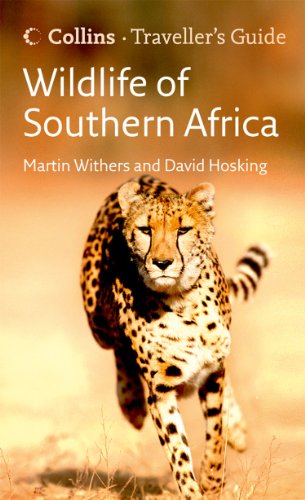 Collins · Traveller's Guide
Wildlife of
Southern Africa
Martin Withers and David Hosking